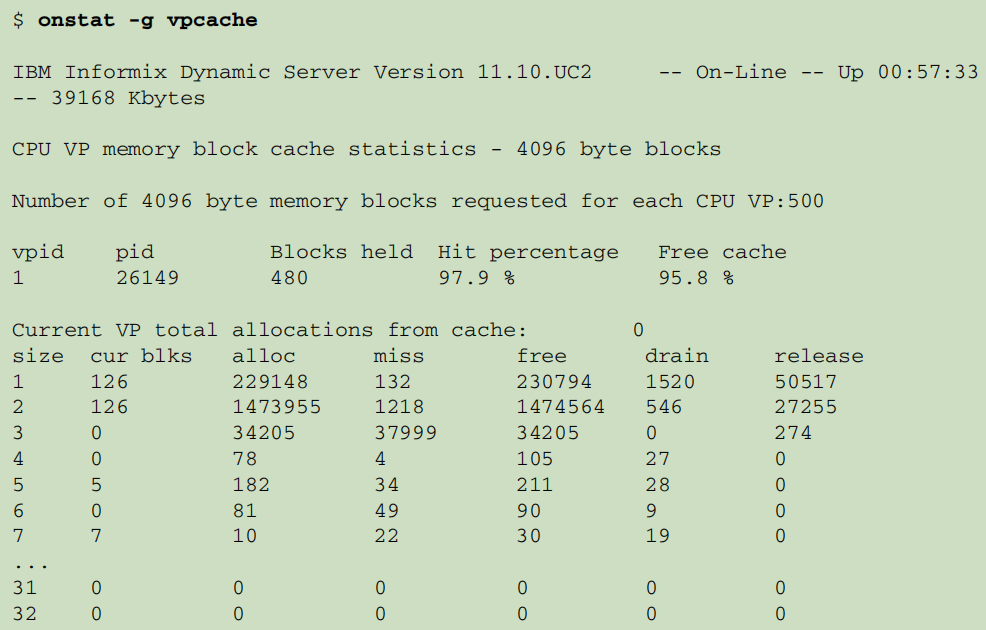 $ onstat -g vpcache
IBM Informix Dynamic Server Version 11.10.UC2 -- On-Line -- Up 00:57:33
-- 39168 Kbytes
CPU VP memory block cache statistics - 4096 byte blocks
Number of 4096 byte memory blocks requested for each CPU VP:500
vpid pid Blocks held Hit percentage Free cache
1 26149 480 97.9 % 95.8 %
Current VP total allocations from cache: 0
size cur blks alloc miss free drain release
1 126 229148 132 230794 1520 50517
2 126 1473955 1218 1474564 546 27255
3 0 34205 37999 34205 0 274
4 0 78 4 105 27 0
5 5 182 34 211 28 0
6 0 81 49 90 9 0
7 7 10 22 30 19 0
...
31 0 0 0 0 0 0
32 0 0 0 0 0 0